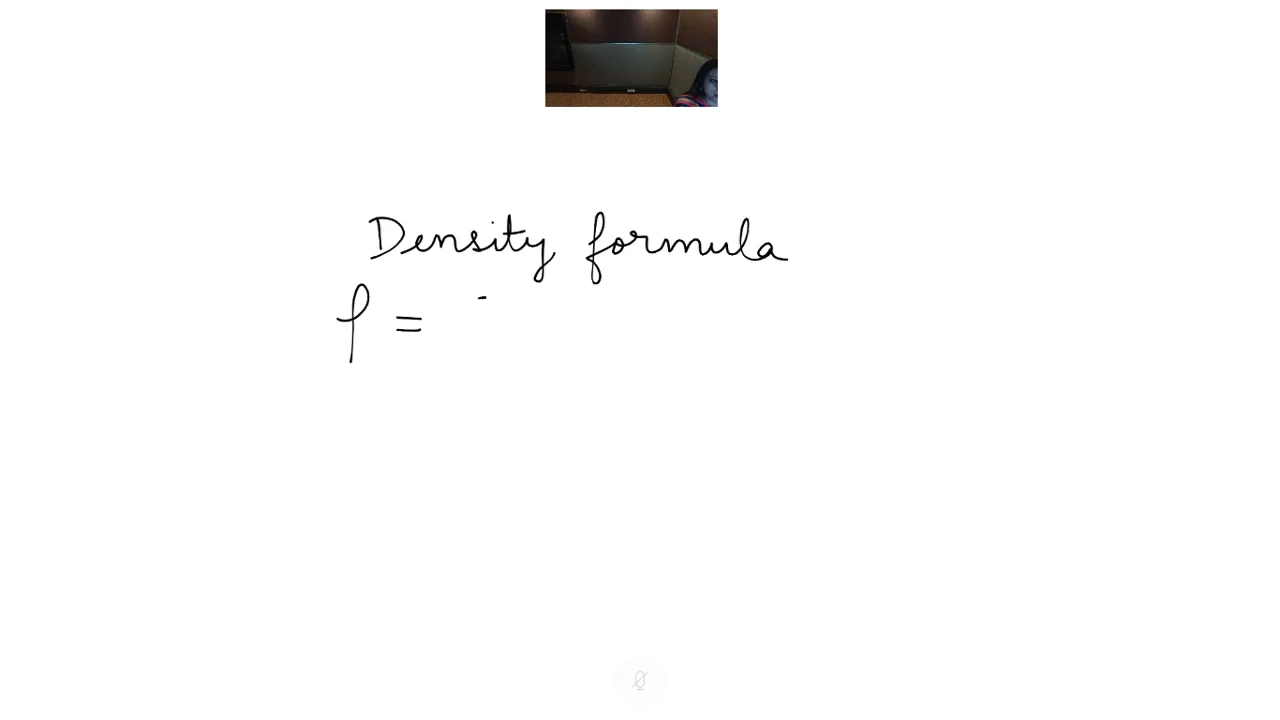 Density formula
ρ =